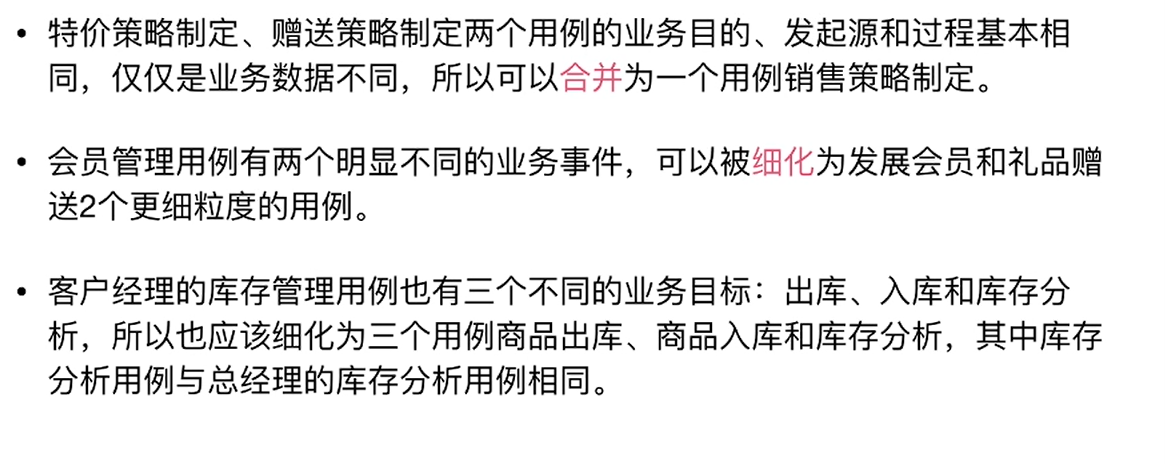 • 特价策略制定、赠送策略制定两个用例的业务目的、发起源和过程基本相
同，仅仅是业务数据不同，所以可以合并为一个用例销售策略制定。
• 会员管理用例有两个明显不同的业务事件，可以被细化为发展会员和礼品赠
送2个更细粒度的用例。
• 客户经理的库存管理用例也有三个不同的业务目标：出库、入库和库存分
析，所以也应该细化为三个用例商品出库、商品入库和库存分析，其中库存
分析用例与总经理的库存分析用例相同。